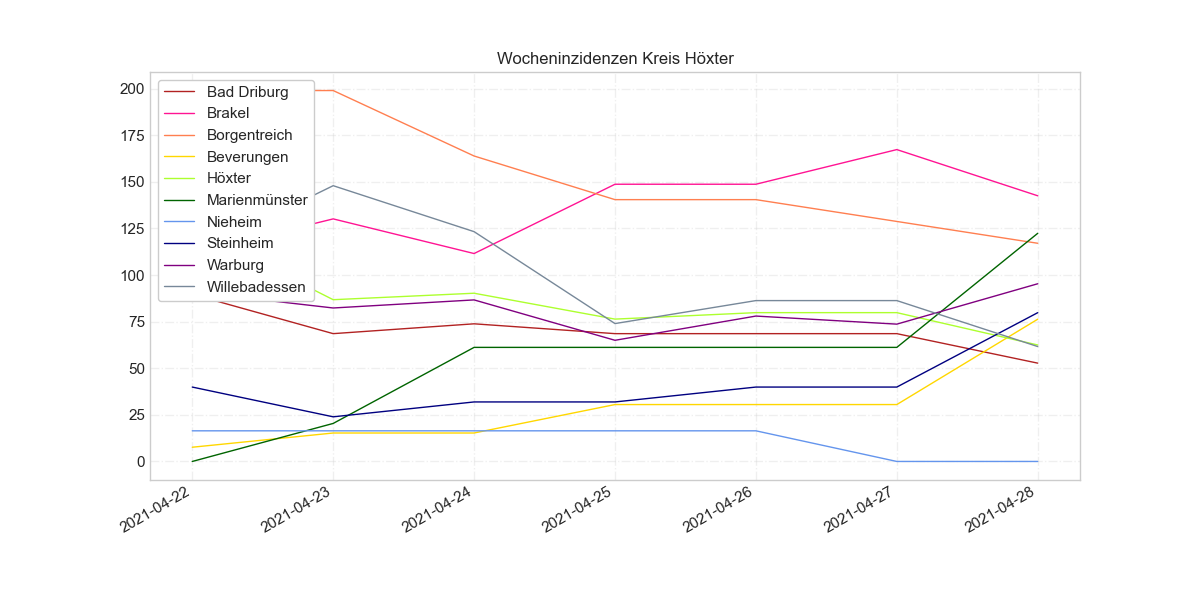 Wocheninzidenzen Kreis Höxter
200
175
150
125
100
75
50
25
0
Bad Driburg
Brakel
Borgentreich
Beverungen
Höxter
Marienmünster
Nieheim
Steinheim
Warburg
Willebadessen
2021-04-22
2021-04-23
2021-04-24
2021-04-25
2021-04-26
2021-04-27
2021-04-28